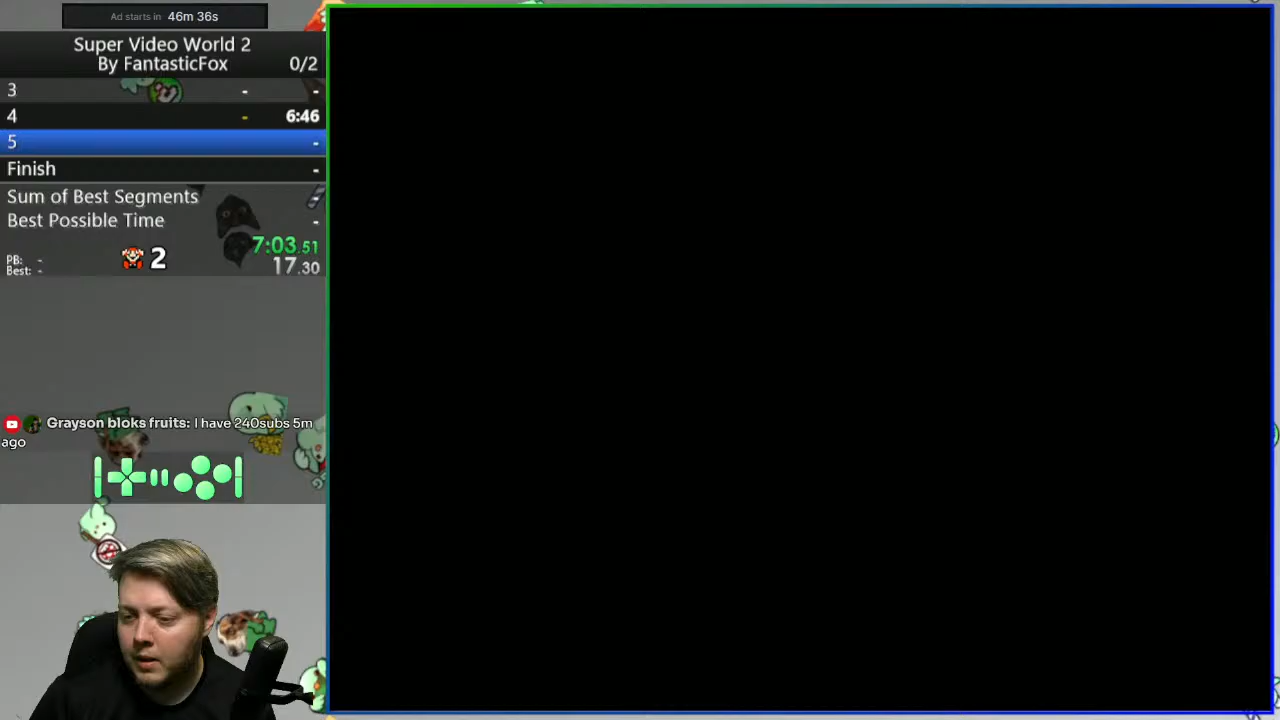 Ad starts in 46m 36s
Super Video World 2
By FantasticFox 0/2
3 - -
4 - 6:46
5 -
Finish -
Sum of Best Segments -
Best Possible Time -
7:03.51
PB: -
Best: -
2
17.30
Grayson bloks fruits: I have 240subs 5m
ago